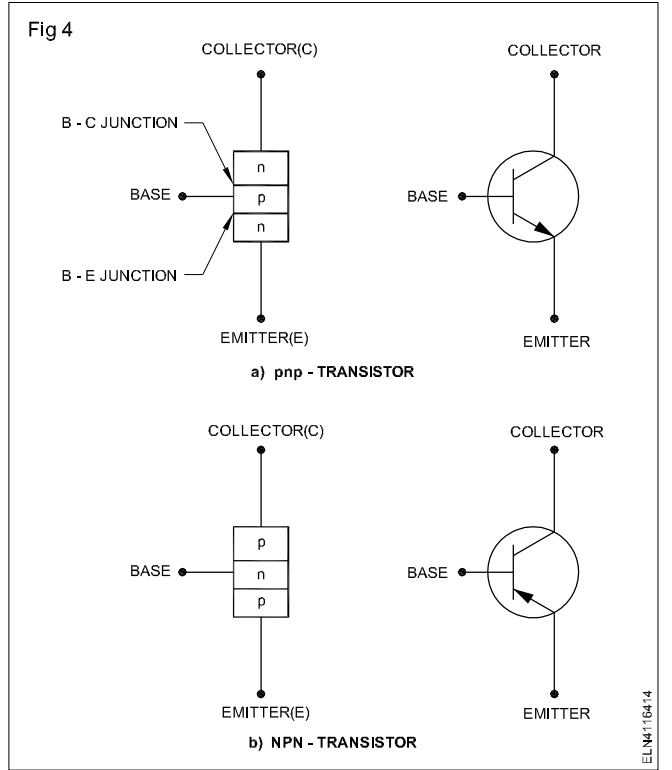 Fig 4
COLLECTOR(C)
COLLECTOR
B - C JUNCTION
n
BASE
p
BASE
n
B - E JUNCTION
EMITTER(E)
EMITTER
a) pnp - TRANSISTOR
COLLECTOR(C)
COLLECTOR
p
BASE
n
BASE
p
EMITTER(E)
EMITTER
b) NPN - TRANSISTOR
ELN4116414